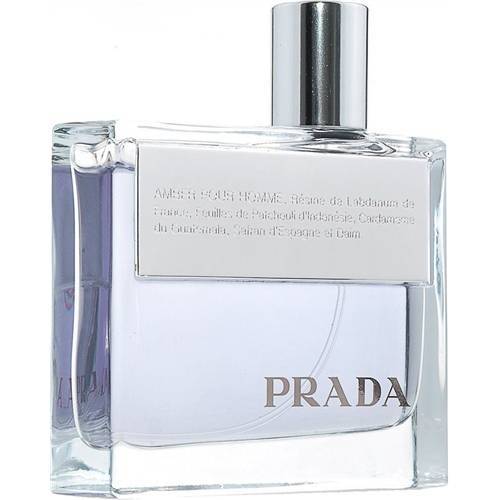 AMBER POUR HOMME. Résine de Labdanum de
France, Feuilles de Patchouli d'Indonésie, Cardamome
du Guatemala, Safran d'Espagne et Daim.
PRADA